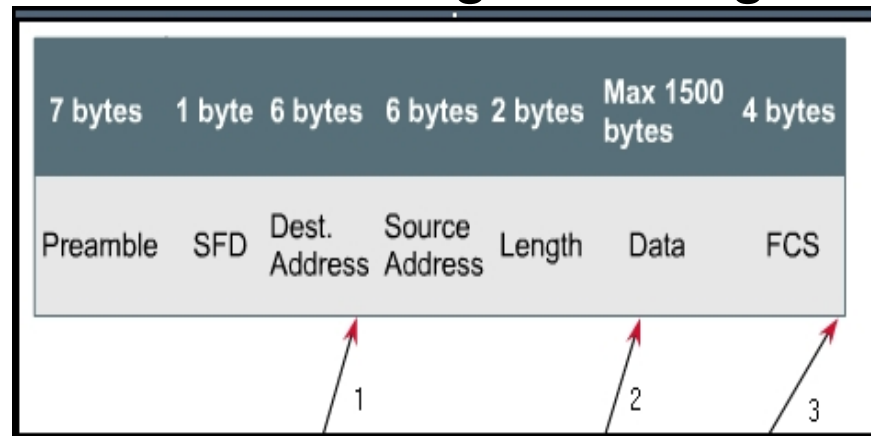 7 bytes 1 byte 6 bytes 6 bytes 2 bytes Max 1500 bytes 4 bytes
Preamble SFD Dest. Address Source Address Length Data FCS
1 2 3